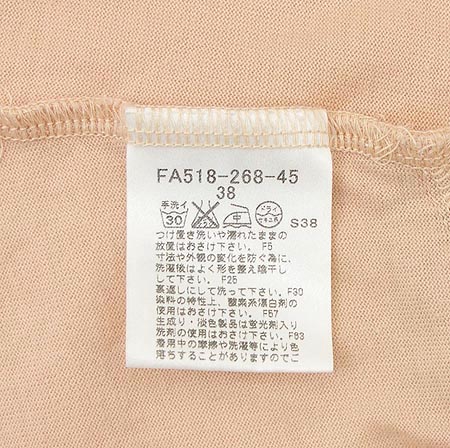 FA518-268-45
38
手洗イ 30 中 ドライ セキユ系 S38
つけ置き洗いや濡れたままの
放置はおさけ下さい。 F5
寸法や外観の変化を防ぐ為に、
洗濯後はよく形を整え陰干し
して下さい。 F25
裏返しにして洗って下さい。 F30
染料の特性上、酸素系漂白剤の
使用はおさけ下さい。 F57
生成り・淡色製品は蛍光剤入り
洗剤の使用はおさけ下さい。 F63
着用中の摩擦や洗濯等により色
落ちすることがありますのでご